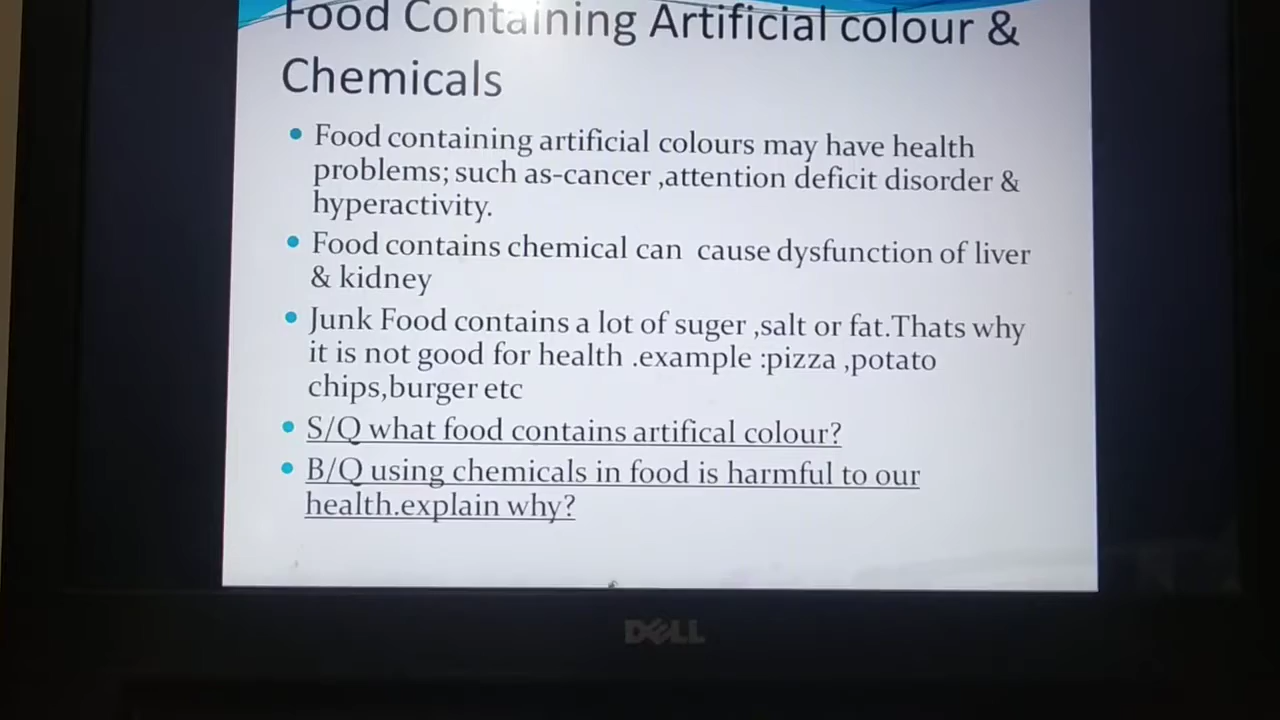 Food Containing Artificial colour &
Chemicals
Food containing artificial colours may have health
problems; such as-cancer ,attention deficit disorder &
hyperactivity.
Food contains chemical can cause dysfunction of liver
& kidney
Junk Food contains a lot of suger ,salt or fat.Thats why
it is not good for health .example :pizza ,potato
chips,burger etc
S/Q what food contains artifical colour?
B/Q using chemicals in food is harmful to our
health.explain why?
DELL